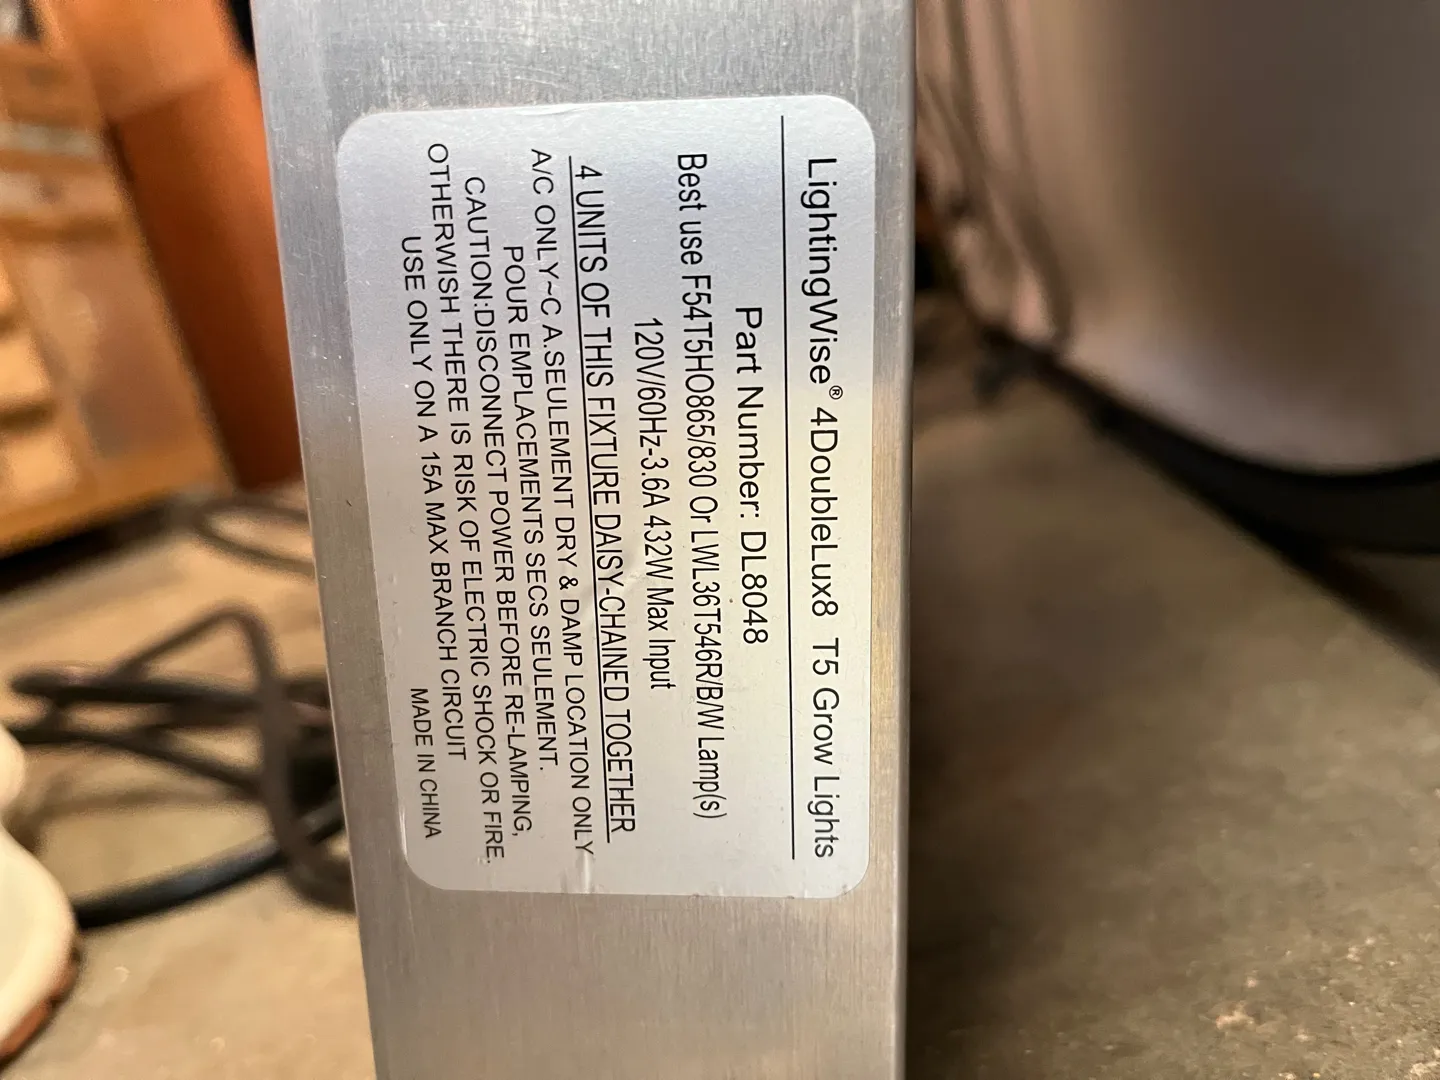 LightingWise® 4DoubleLux8 T5 Grow Lights
Part Number: DL8048
Best use F54T5HO865/830 Or LWL36T546R/B/W Lamp(s)
120V/60Hz-3.6A 432W Max Input
4 UNITS OF THIS FIXTURE DAISY-CHAINED TOGETHER
A/C ONLY~C A.SEULEMENT DRY & DAMP LOCATION ONLY
POUR EMPLACEMENTS SECS SEULEMENT.
CAUTION:DISCONNECT POWER BEFORE RE-LAMPING,
OTHERWISH THERE IS RISK OF ELECTRIC SHOCK OR FIRE.
USE ONLY ON A 15A MAX BRANCH CIRCUIT
MADE IN CHINA